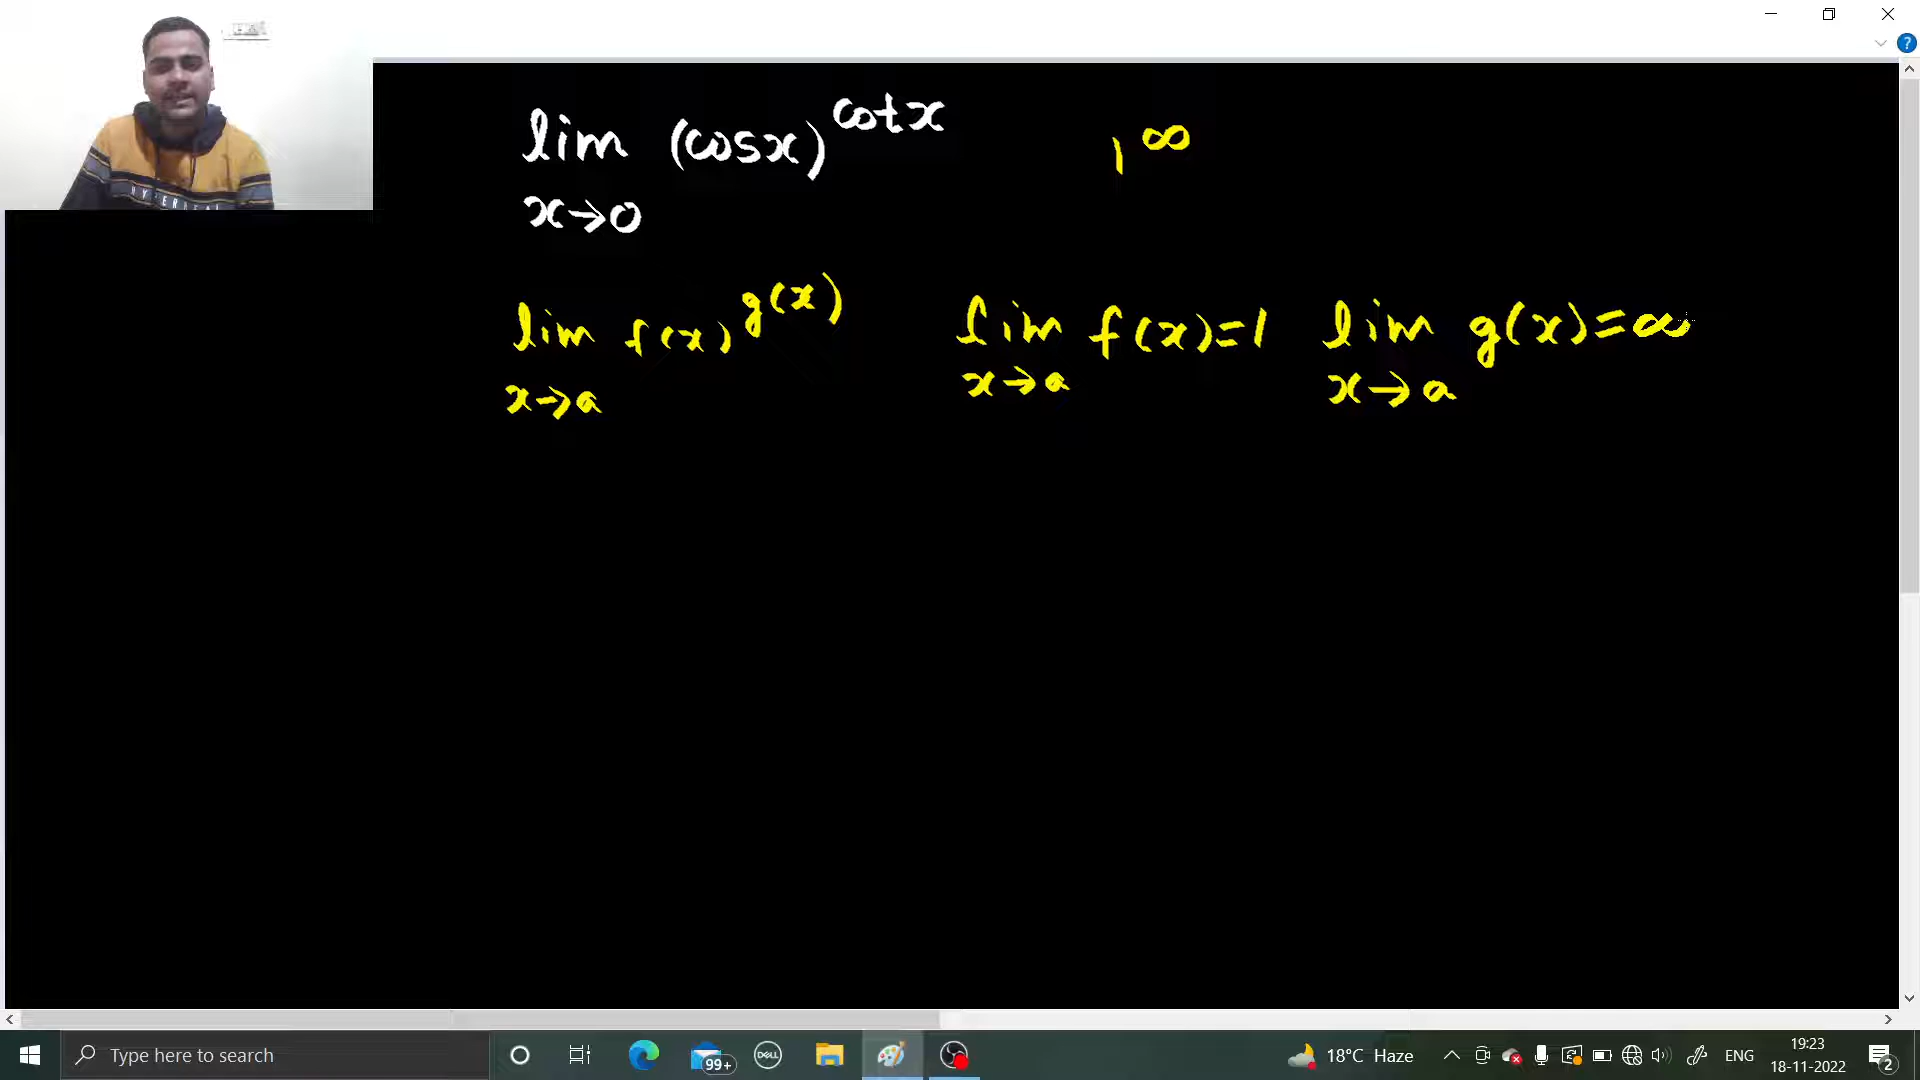 lim (cosx)^cotx 1^∞
x→0
lim f(x)^g(x) lim f(x)=1 lim g(x)=∞
x→a x→a x→a
Type here to search
99+
DELL
18°C Haze
ENG
19:23
18-11-2022
2
?